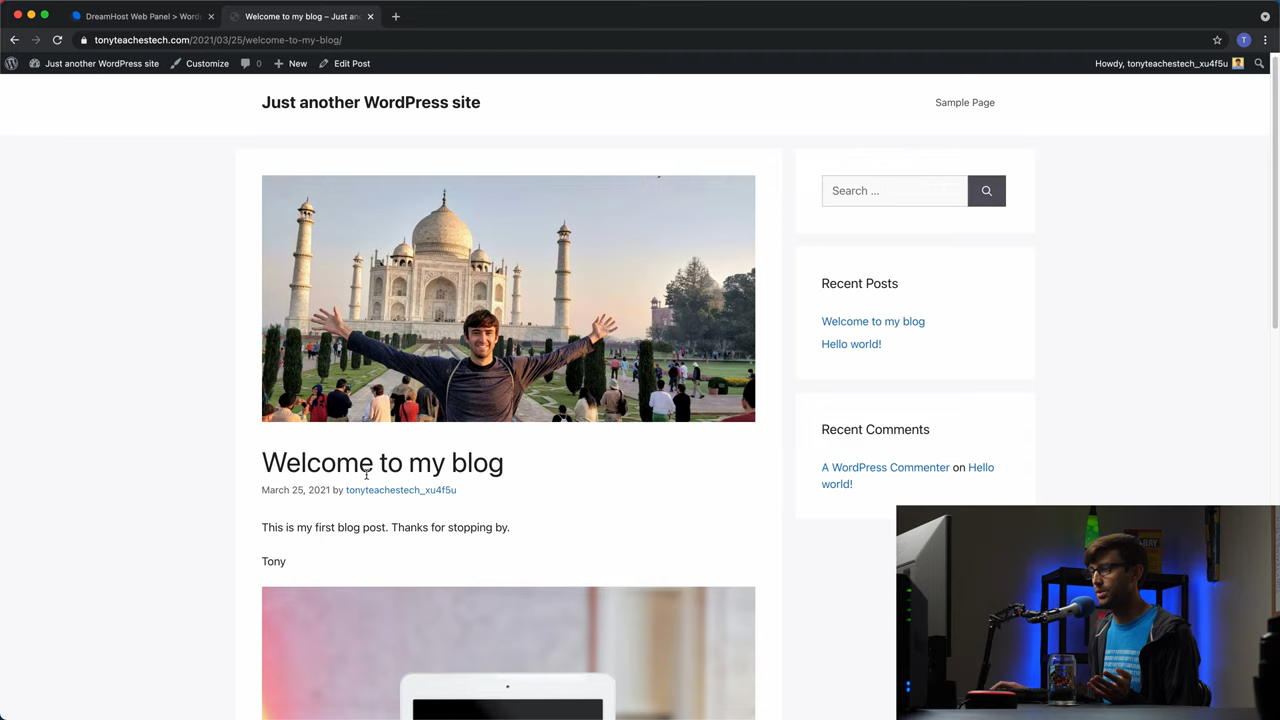 DreamHost Web Panel > Word
Welcome to my blog – Just an
tonyteachestech.com/2021/03/25/welcome-to-my-blog/
T
Just another WordPress site
Customize
0
New
Edit Post
Howdy, tonyteachestech_xu4f5u
Just another WordPress site
Sample Page
Search ...
Recent Posts
Welcome to my blog
Hello world!
Recent Comments
A WordPress Commenter on Hello
world!
Welcome to my blog
March 25, 2021 by tonyteachestech_xu4f5u
This is my first blog post. Thanks for stopping by.
Tony